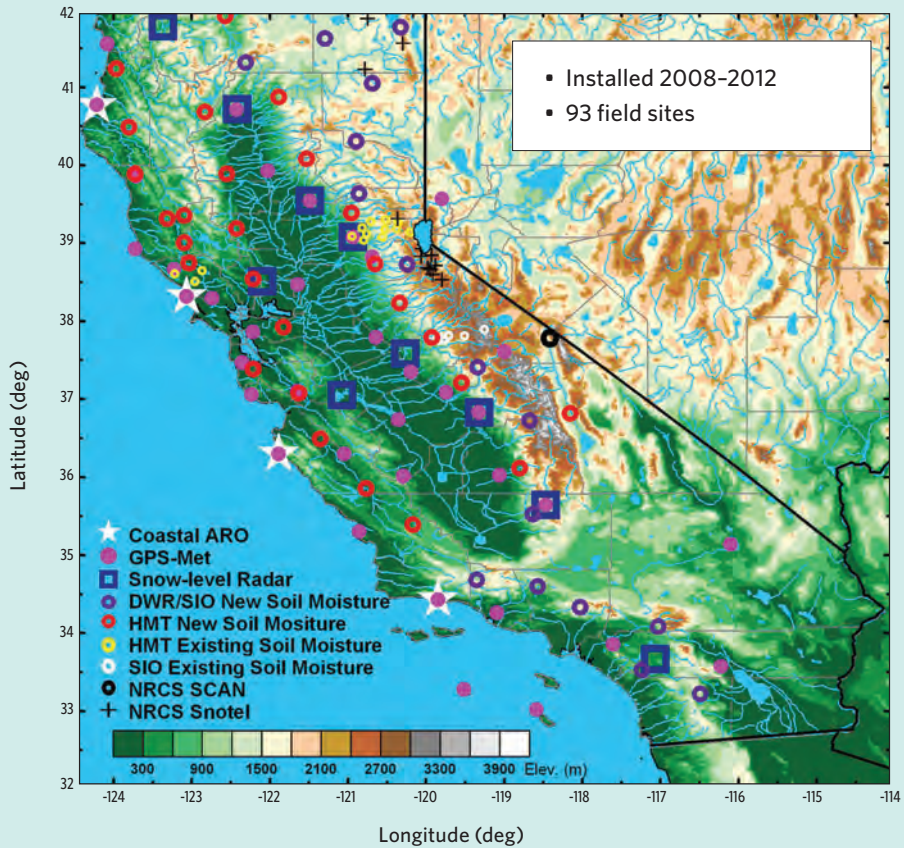 • Installed 2008–2012
• 93 field sites
Latitude (deg)
42
41
40
39
38
37
36
35
34
33
32
Coastal ARO
GPS-Met
Snow-level Radar
DWR/SIO New Soil Moisture
HMT New Soil Mositure
HMT Existing Soil Moisture
SIO Existing Soil Moisture
NRCS SCAN
NRCS Snotel
300 900 1500 2100 2700 3300 3900 Elev. (m)
-124 -123 -122 -121 -120 -119 -118 -117 -116 -115 -114
Longitude (deg)